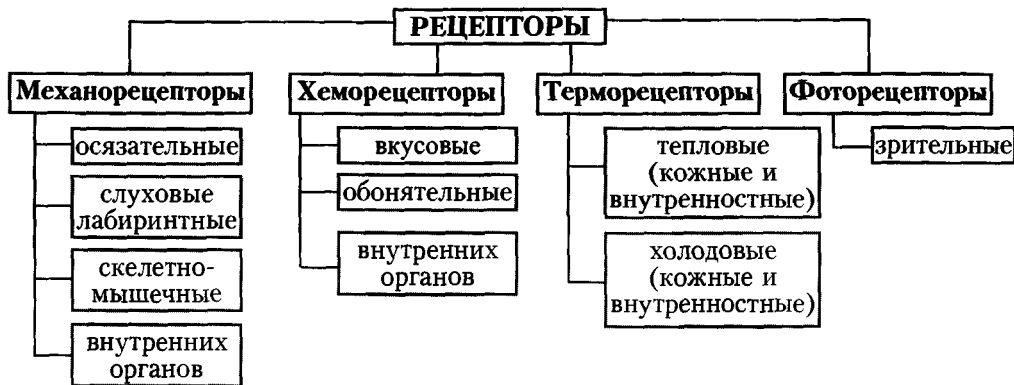 РЕЦЕПТОРЫ
Механорецепторы
осязательные
слуховые
лабиринтные
скелетно-
мышечные
внутренних
органов
Хеморецепторы
вкусовые
обонятельные
внутренних
органов
Терморецепторы
тепловые
(кожные и
внутренностные)
холодовые
(кожные и
внутренностные)
Фоторецепторы
зрительные